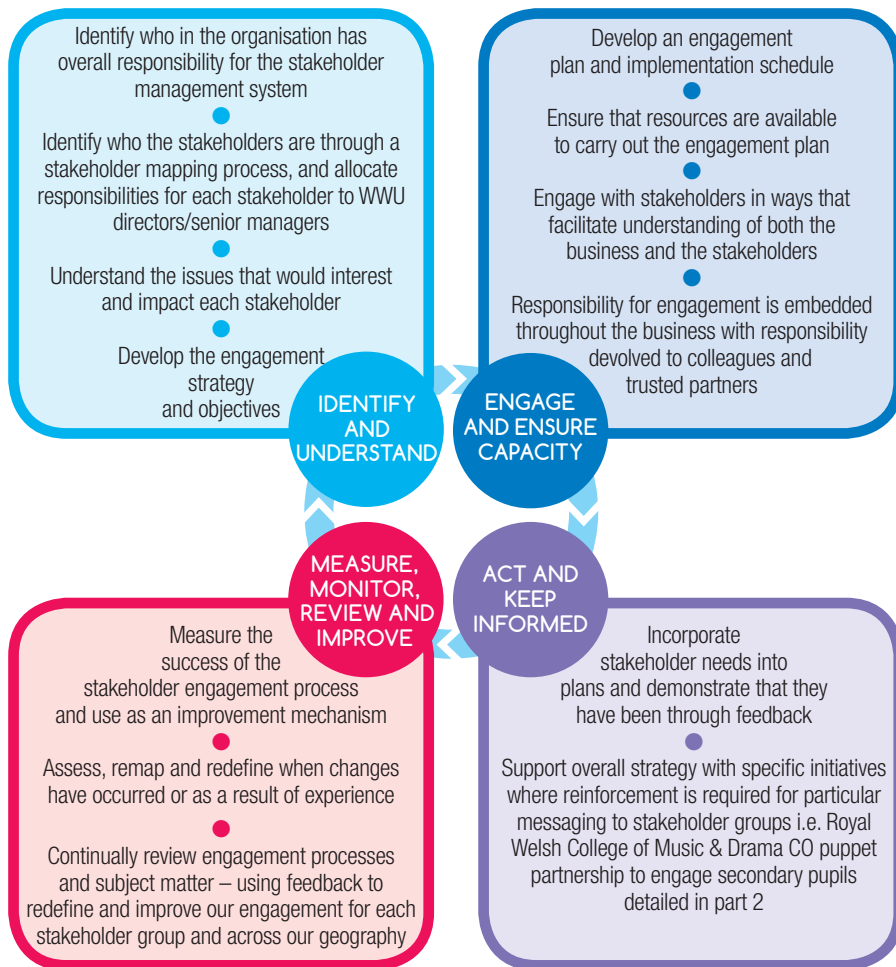 Identify who in the organisation has
overall responsibility for the stakeholder
management system
Identify who the stakeholders are through a
stakeholder mapping process, and allocate
responsibilities for each stakeholder to WWU
directors/senior managers
Understand the issues that would interest
and impact each stakeholder
Develop the engagement
strategy
and objectives
IDENTIFY
AND
UNDERSTAND
Develop an engagement
plan and implementation schedule
Ensure that resources are available
to carry out the engagement plan
Engage with stakeholders in ways that
facilitate understanding of both the
business and the stakeholders
Responsibility for engagement is embedded
throughout the business with responsibility
devolved to colleagues and
trusted partners
ENGAGE
AND ENSURE
CAPACITY
MEASURE,
MONITOR,
REVIEW AND
IMPROVE
Measure the
success of the
stakeholder engagement process
and use as an improvement mechanism
Assess, remap and redefine when changes
have occurred or as a result of experience
Continually review engagement processes
and subject matter – using feedback to
redefine and improve our engagement for each
stakeholder group and across our geography
ACT AND
KEEP
INFORMED
Incorporate
stakeholder needs into
plans and demonstrate that they
have been through feedback
Support overall strategy with specific initiatives
where reinforcement is required for particular
messaging to stakeholder groups i.e. Royal
Welsh College of Music & Drama CO puppet
partnership to engage secondary pupils
detailed in part 2